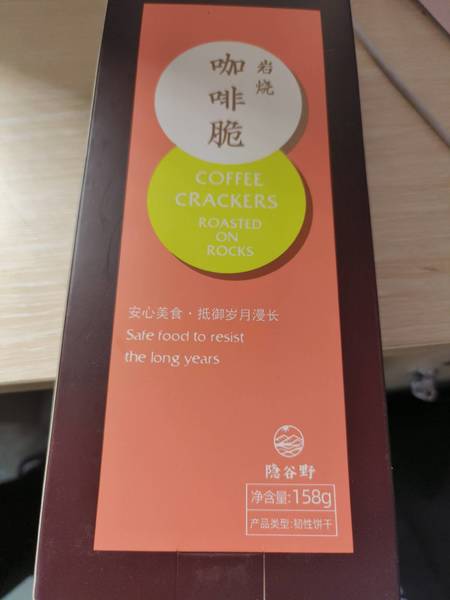 岩烧
咖啡脆
COFFEE
CRACKERS
ROASTED
ON
ROCKS
安心美食·抵御岁月漫长
Safe food to resist
the long years
隐谷野
净含量:158g
产品类型:韧性饼干